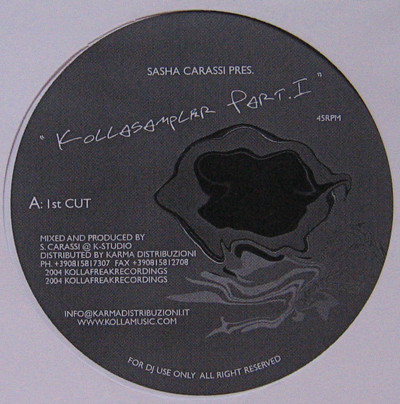 SASHA CARASSI PRES.
"KOLLASAMPLER PART.I"
45RPM
A: 1st CUT
MIXED AND PRODUCED BY
S. CARASSI @ K-STUDIO
DISTRIBUTED BY KARMA DISTRIBUZIONI
PH. +390815817307 FAX +390815812708
2004 KOLLAFREAKRECORDINGS
2004 KOLLAFREAKRECORDINGS
INFO@KARMADISTRIBUZIONI.IT
WWW.KOLLAMUSIC.COM
FOR DJ USE ONLY ALL RIGHT RESERVED